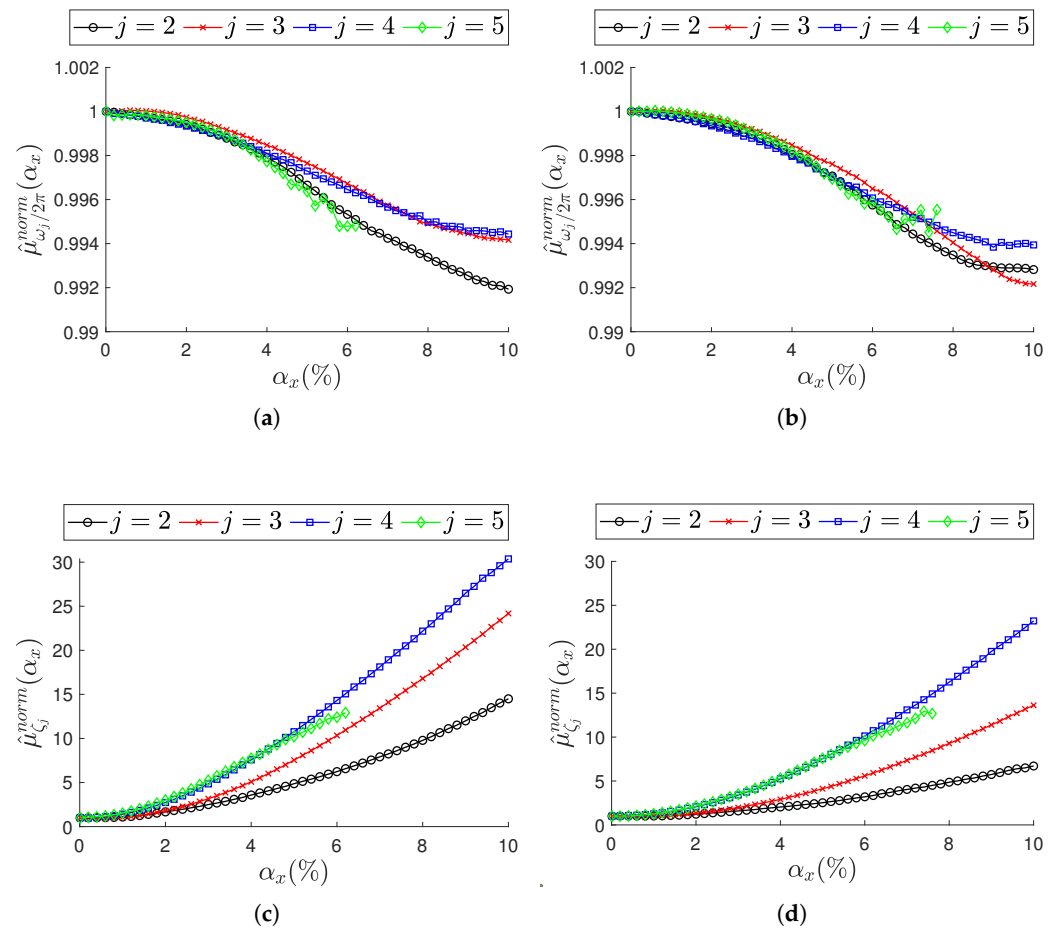 j = 2 j = 3 j = 4 j = 5
j = 2 j = 3 j = 4 j = 5
1.002
1
0.998
0.996
0.994
0.992
0.99
μ̂^{norm}_{ω_j/2π}(α_x)
0 2 4 6 8 10
α_x(%)
(a)
1.002
1
0.998
0.996
0.994
0.992
0.99
μ̂^{norm}_{ω_j/2π}(α_x)
0 2 4 6 8 10
α_x(%)
(b)
j = 2 j = 3 j = 4 j = 5
j = 2 j = 3 j = 4 j = 5
30
25
20
15
10
5
0
μ̂^{norm}_{ζ_j}(α_x)
0 2 4 6 8 10
α_x(%)
(c)
30
25
20
15
10
5
0
μ̂^{norm}_{ζ_j}(α_x)
0 2 4 6 8 10
α_x(%)
(d)